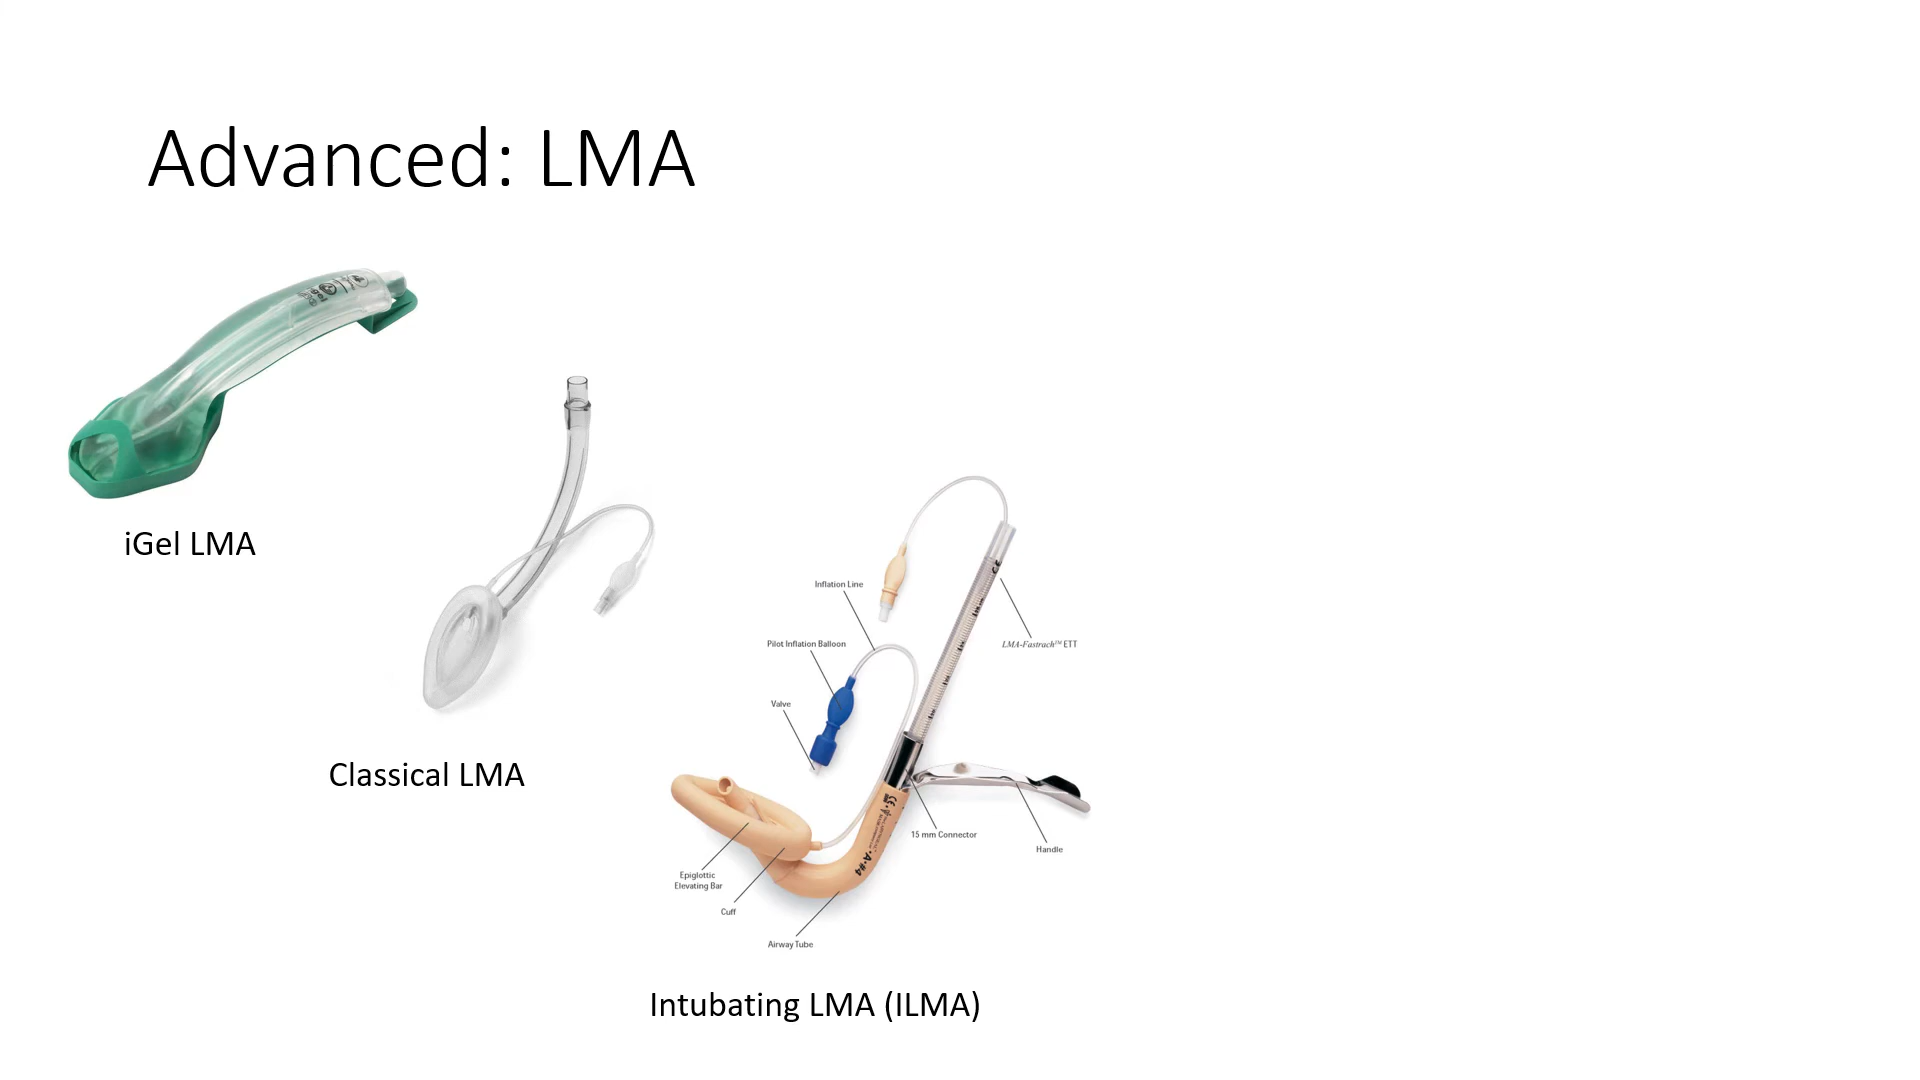 Advanced: LMA
iGel LMA
Classical LMA
Inflation Line
Pilot Inflation Balloon
Valve
LMA-Fastrach™ ETT
15 mm Connector
Handle
Epiglottic
Elevating Bar
Cuff
Airway Tube
Intubating LMA (ILMA)